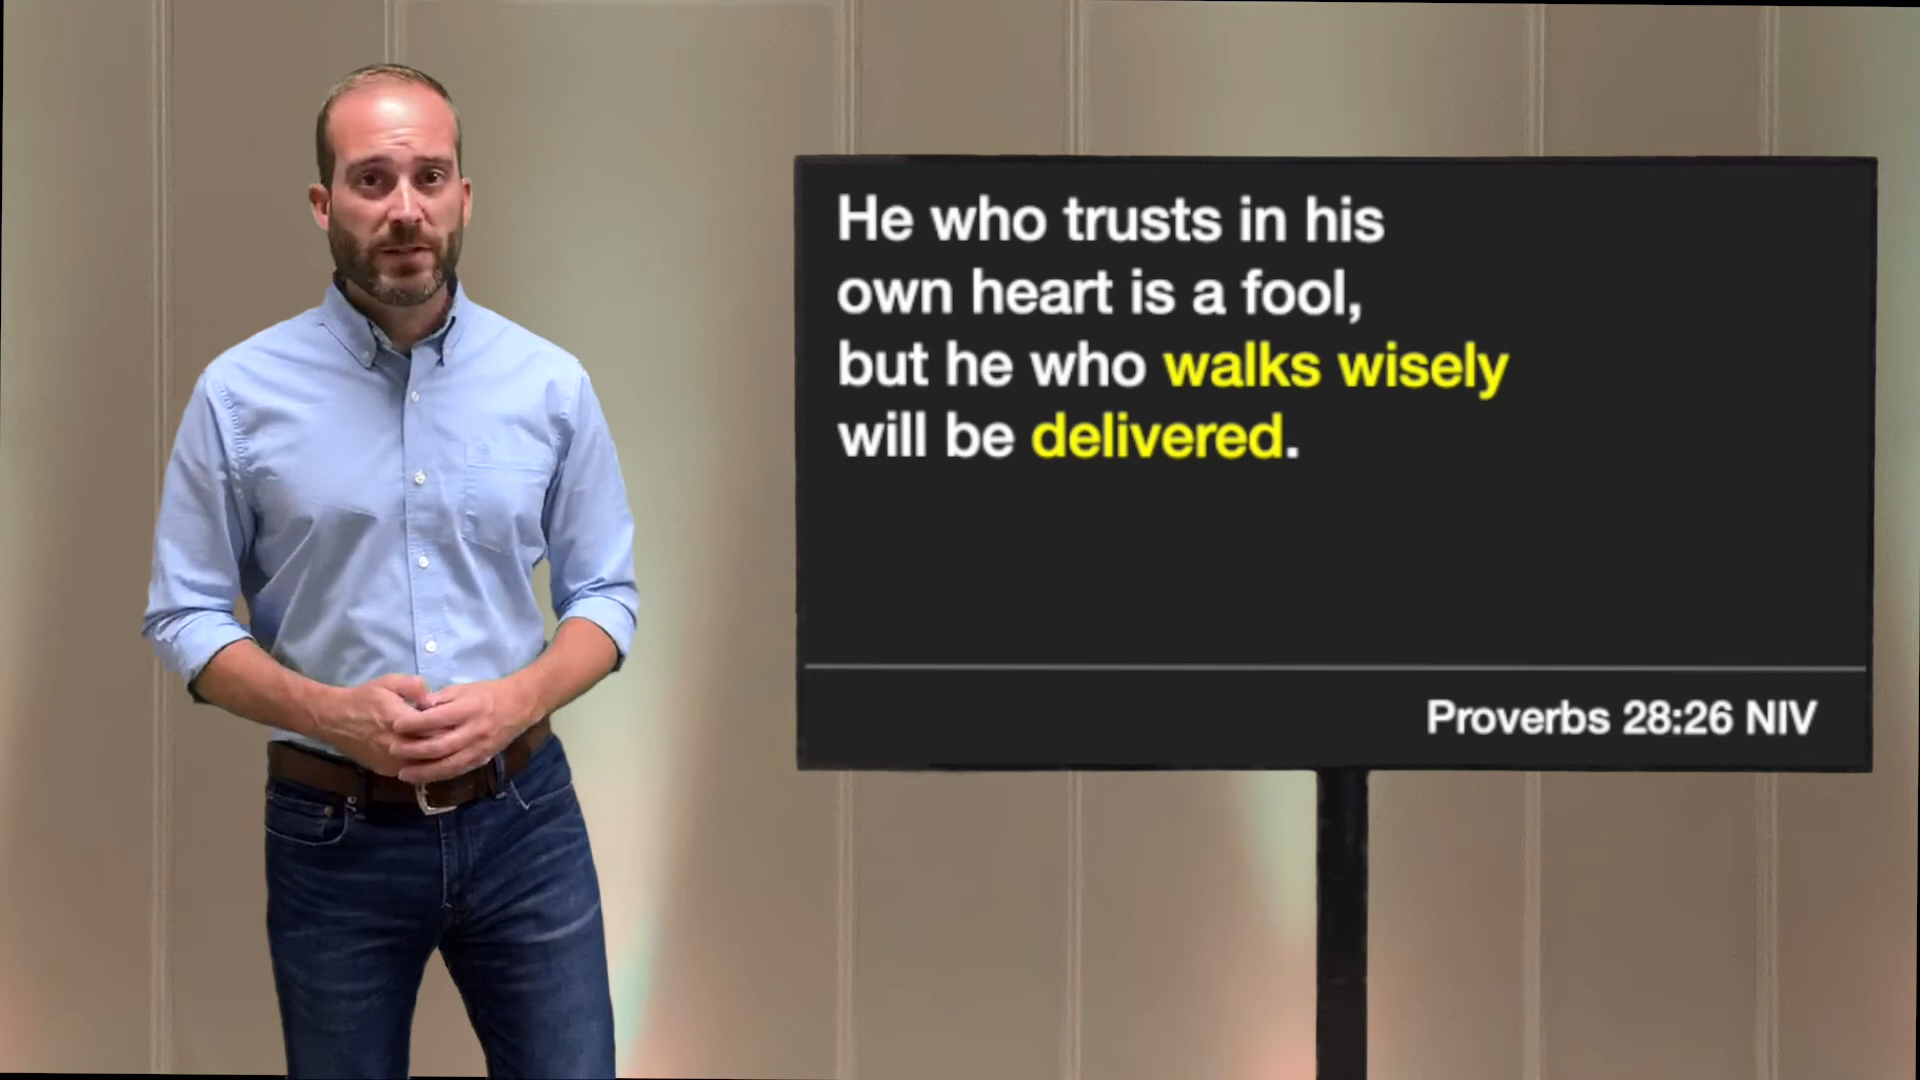 He who trusts in his
own heart is a fool,
but he who walks wisely
will be delivered.
Proverbs 28:26 NIV